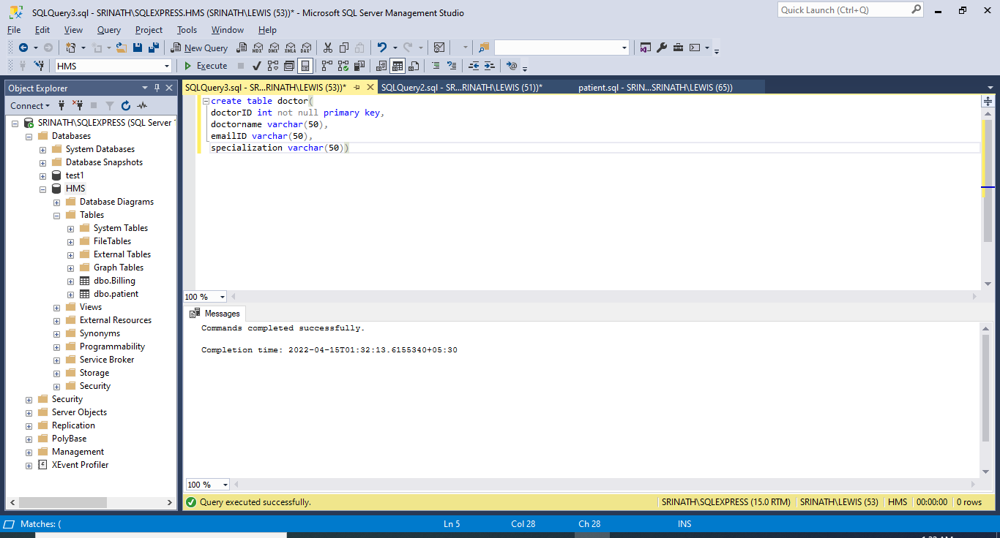 SQLQuery3.sql - SRINATH\SQLEXPRESS.HMS (SRINATH\LEWIS (53))* - Microsoft SQL Server Management Studio
Quick Launch (Ctrl+Q)
File Edit View Query Project Tools Window Help
New Query MDX DMX XMLA DAX
HMS Execute
Object Explorer
SQLQuery3.sql - SR...RINATH\LEWIS (53))* SQLQuery2.sql - SR...RINATH\LEWIS (51))* patient.sql - SRIN...SRINATH\LEWIS (65))
Connect
SRINATH\SQLEXPRESS (SQL Server
Databases
System Databases
Database Snapshots
test1
HMS
Database Diagrams
Tables
System Tables
FileTables
External Tables
Graph Tables
dbo.Billing
dbo.patient
Views
External Resources
Synonyms
Programmability
Service Broker
Storage
Security
Security
Server Objects
Replication
PolyBase
Management
XEvent Profiler
create table doctor(
doctorID int not null primary key,
doctorname varchar(50),
emailID varchar(50),
specialization varchar(50))
100 %
Messages
Commands completed successfully.
Completion time: 2022-04-15T01:32:13.6155340+05:30
100 %
Query executed successfully. SRINATH\SQLEXPRESS (15.0 RTM) SRINATH\LEWIS (53) HMS 00:00:00 0 rows
Matches: ( Ln 5 Col 28 Ch 28 INS